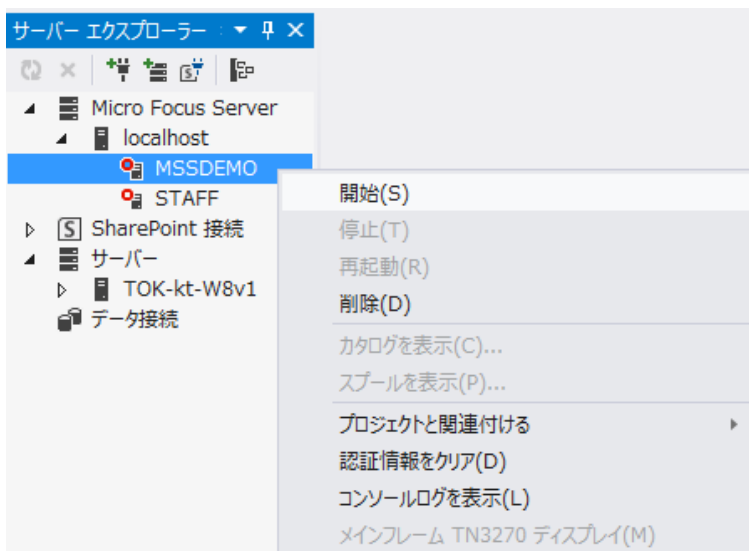 サーバー エクスプローラー
Micro Focus Server
localhost
MSSDEMO
STAFF
SharePoint 接続
サーバー
TOK-kt-W8v1
データ接続
開始(S)
停止(T)
再起動(R)
削除(D)
カタログを表示(C)...
スプールを表示(P)...
プロジェクトと関連付ける
認証情報をクリア(D)
コンソールログを表示(L)
メインフレーム TN3270 ディスプレイ(M)